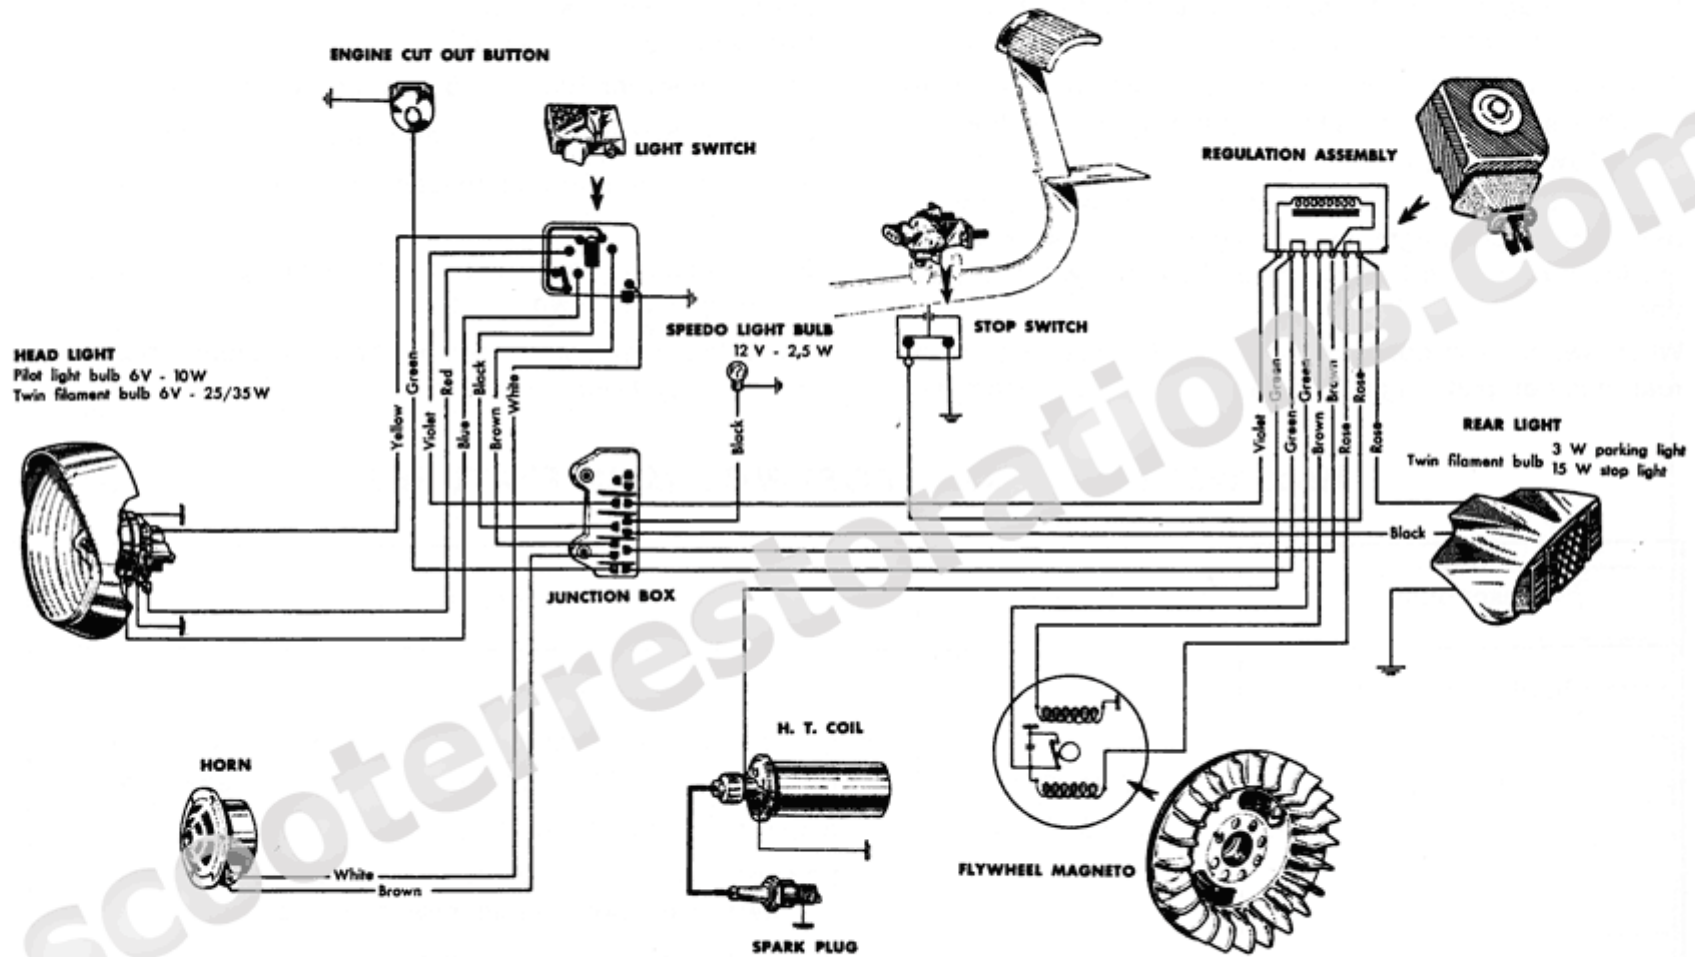 ENGINE CUT OUT BUTTON
LIGHT SWITCH
REGULATION ASSEMBLY
SPEEDO LIGHT BULB
12 V - 2,5 W
STOP SWITCH
HEAD LIGHT
Pilot light bulb 6V - 10W
Twin filament bulb 6V - 25/35 W
Yellow
Green
Violet
Red
Blue
Black
Brown
White
Black
Violet
Green
Green
Green
Brown
Brown
Rose
Rose
Rose
REAR LIGHT
Twin filament bulb
3 W parking light
15 W stop light
Black
JUNCTION BOX
H. T. COIL
HORN
White
Brown
FLYWHEEL MAGNETO
SPARK PLUG
scooterrestorations.com